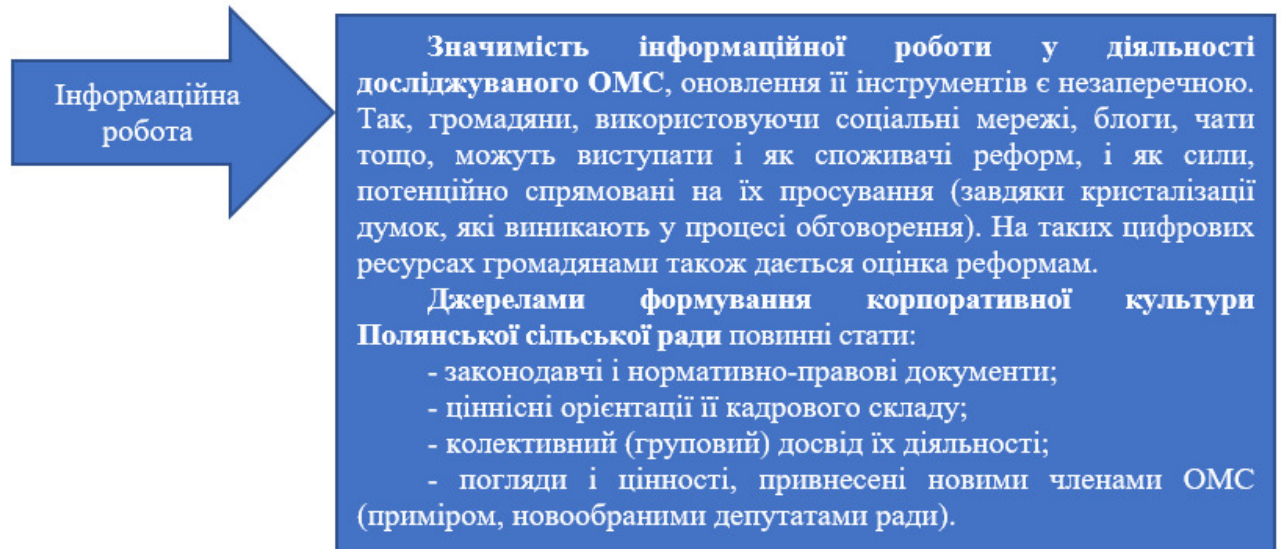 Інформаційна
робота
Значимість інформаційної роботи у діяльності
досліджуваного ОМС, оновлення її інструментів є незаперечною.
Так, громадяни, використовуючи соціальні мережі, блоги, чати
тощо, можуть виступати і як споживачі реформ, і як сили,
потенційно спрямовані на їх просування (завдяки кристалізації
думок, які виникають у процесі обговорення). На таких цифрових
ресурсах громадянами також дається оцінка реформам.
Джерелами формування корпоративної культури
Полянської сільської ради повинні стати:
- законодавчі і нормативно-правові документи;
- ціннісні орієнтації її кадрового складу;
- колективний (груповий) досвід їх діяльності;
- погляди і цінності, привнесені новими членами ОМС
(приміром, новообраними депутатами ради).